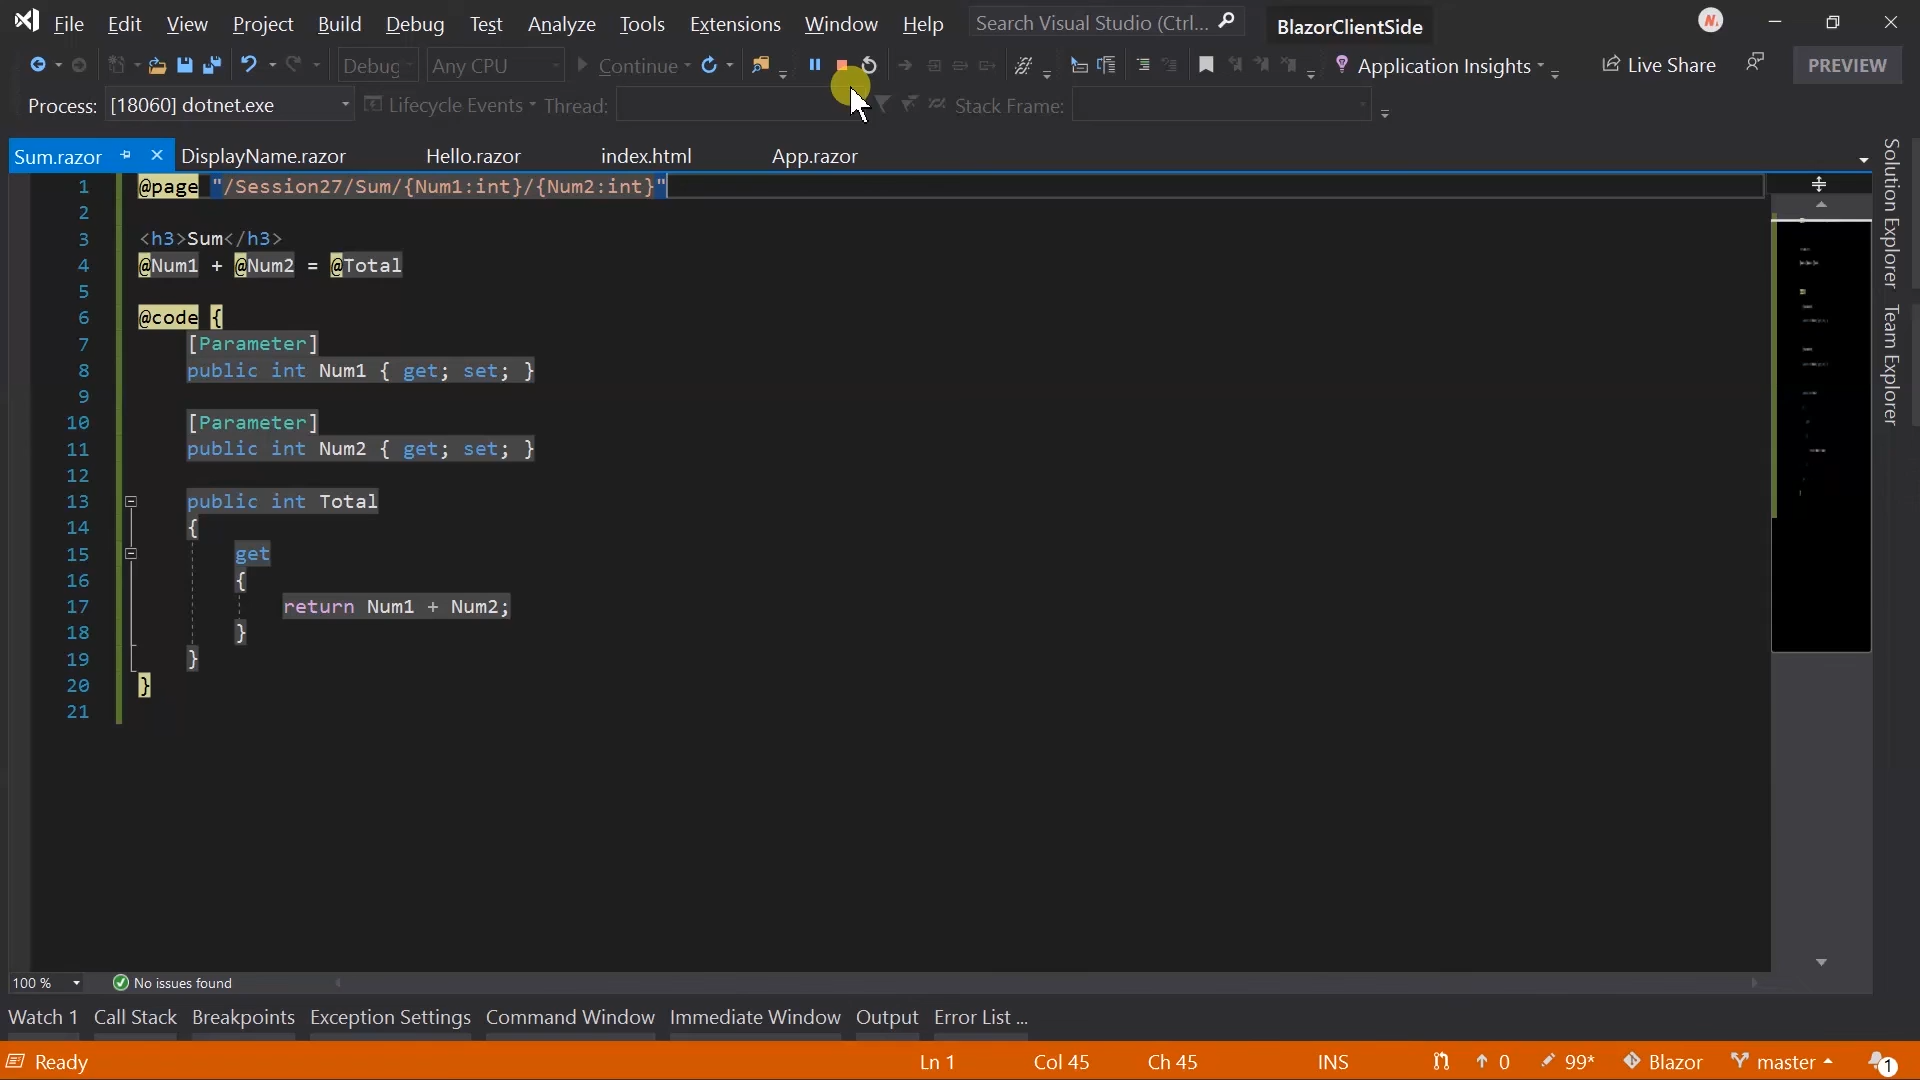 File Edit View Project Build Debug Test Analyze Tools Extensions Window Help Search Visual Studio (Ctrl... BlazorClientSide
Debug Any CPU Continue Application Insights Live Share PREVIEW
Process: [18060] dotnet.exe Lifecycle Events Thread: Stack Frame:
Sum.razor DisplayName.razor Hello.razor index.html App.razor
1 @page "/Session27/Sum/{Num1:int}/{Num2:int}"
2
3 <h3>Sum</h3>
4 @Num1 + @Num2 = @Total
5
6 @code {
7 [Parameter]
8 public int Num1 { get; set; }
9
10 [Parameter]
11 public int Num2 { get; set; }
12
13 public int Total
14 {
15 get
16 {
17 return Num1 + Num2;
18 }
19 }
20 }
21
Solution Explorer
Team Explorer
100 % No issues found
Watch 1 Call Stack Breakpoints Exception Settings Command Window Immediate Window Output Error List ...
Ready Ln 1 Col 45 Ch 45 INS 0 99* Blazor master 1